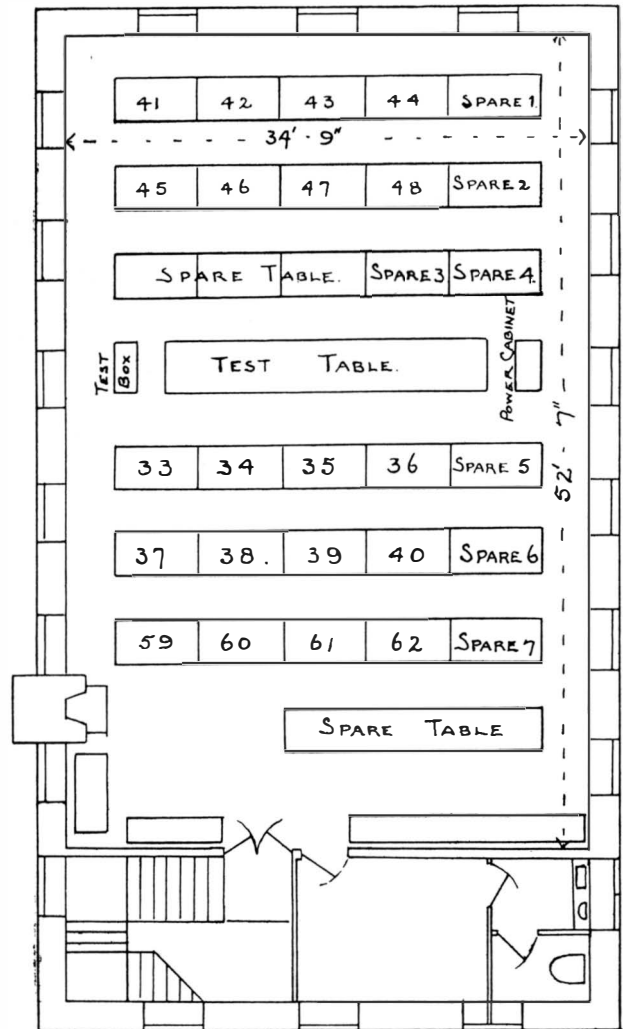 41 42 43 44 SPARE 1.
34' · 9"
45 46 47 48 SPARE 2
SPARE TABLE. SPARE 3 SPARE 4.
TEST BOX
TEST TABLE.
POWER CABINET
52' · 7"
33 34 35 36 SPARE 5
37 38. 39 40 SPARE 6
59 60 61 62 SPARE 7
SPARE TABLE